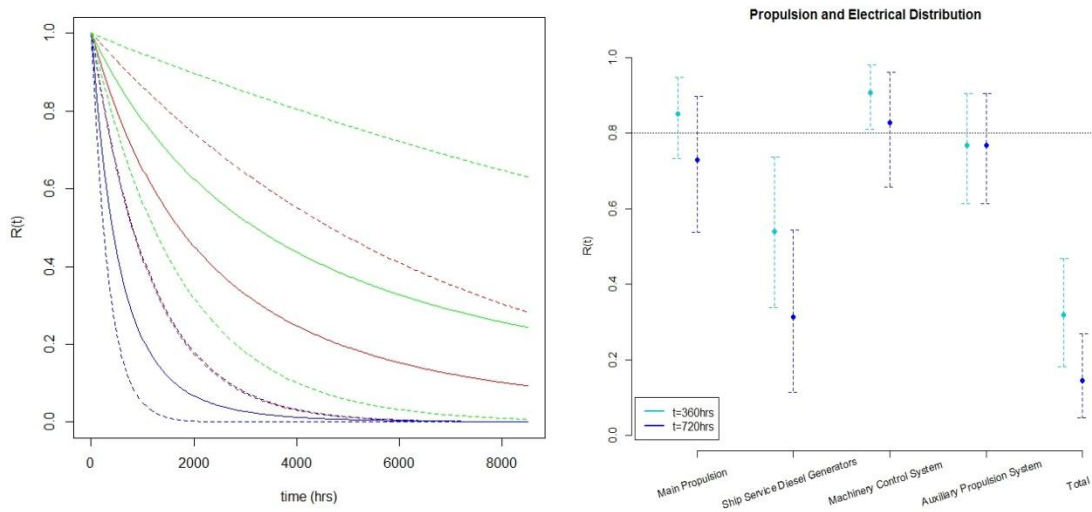 R(t)
1.0
0.8
0.6
0.4
0.2
0.0
0
2000
4000
6000
8000
time (hrs)
Propulsion and Electrical Distribution
R(t)
1.0
0.8
0.6
0.4
0.2
0.0
t=360hrs
t=720hrs
Main Propulsion
Ship Service Diesel Generators
Machinery Control System
Auxiliary Propulsion System
Total